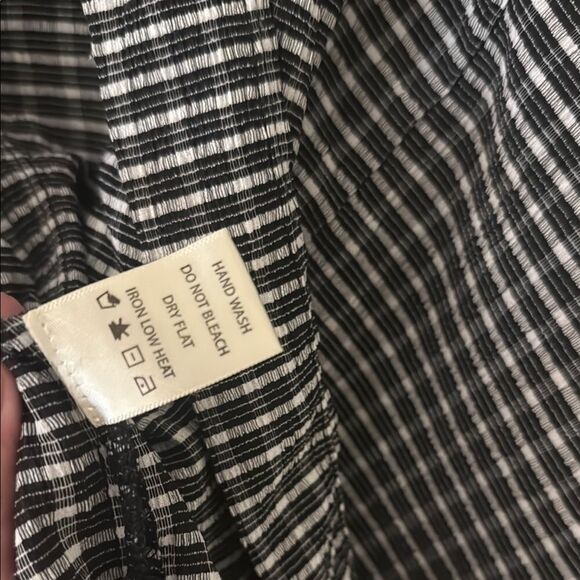 HAND WASH
DO NOT BLEACH
DRY FLAT
IRON LOW HEAT